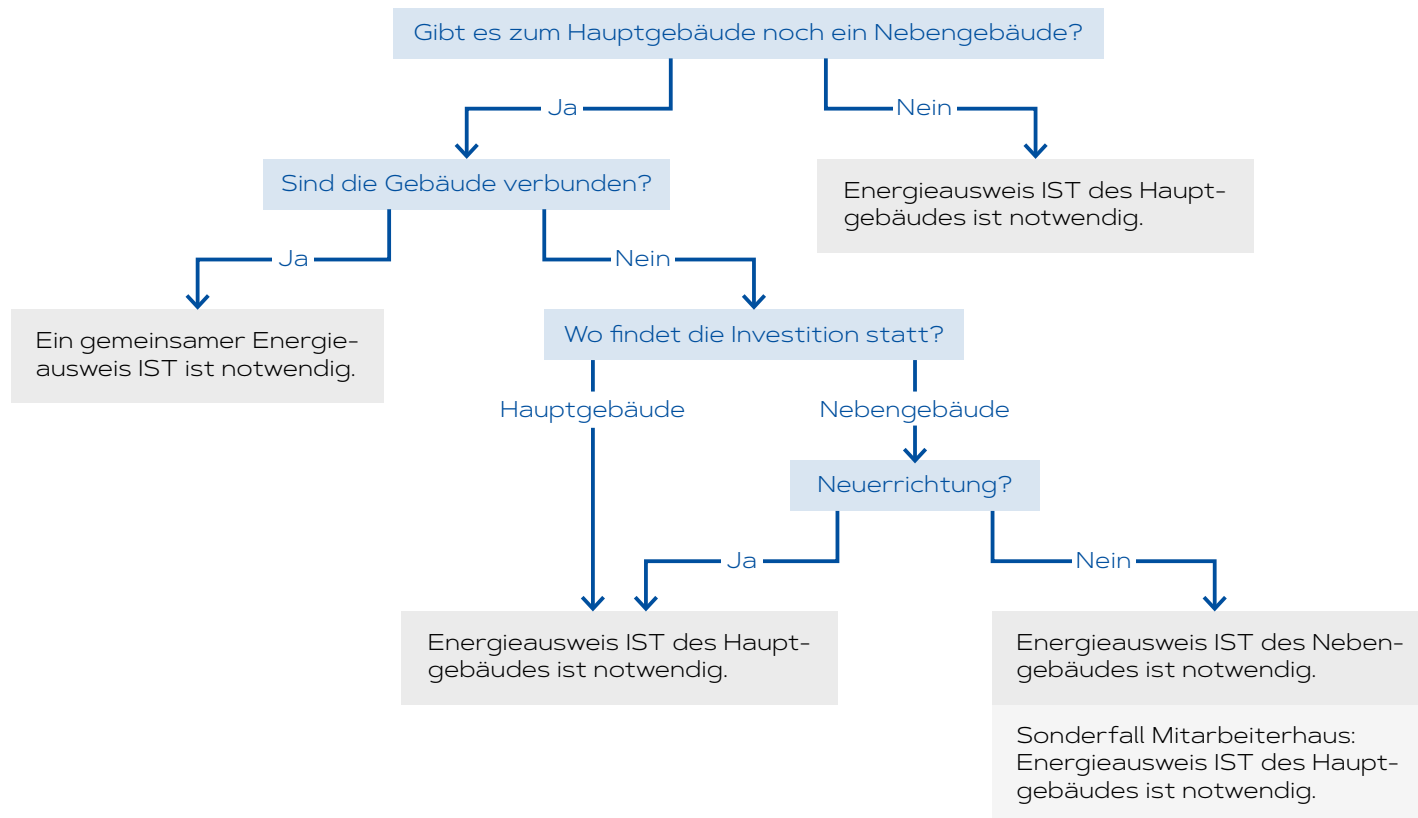 Gibt es zum Hauptgebäude noch ein Nebengebäude?
Ja
Nein
Sind die Gebäude verbunden?
Energieausweis IST des Haupt-
gebäudes ist notwendig.
Ja
Nein
Ein gemeinsamer Energie-
ausweis IST ist notwendig.
Wo findet die Investition statt?
Hauptgebäude
Nebengebäude
Neuerrichtung?
Ja
Nein
Energieausweis IST des Haupt-
gebäudes ist notwendig.
Energieausweis IST des Neben-
gebäudes ist notwendig.
Sonderfall Mitarbeiterhaus:
Energieausweis IST des Haupt-
gebäudes ist notwendig.